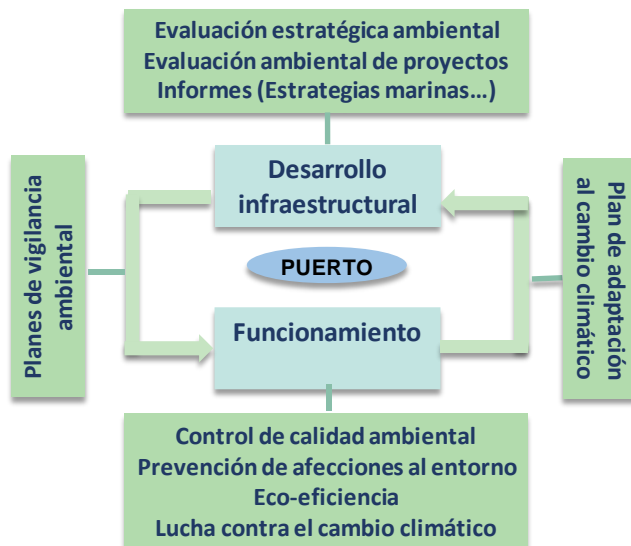 Evaluación estratégica ambiental
Evaluación ambiental de proyectos
Informes (Estrategias marinas...)
Desarrollo
infraestructural
Planes de vigilancia
ambiental
PUERTO
Plan de adaptación
al cambio climático
Funcionamiento
Control de calidad ambiental
Prevención de afecciones al entorno
Eco-eficiencia
Lucha contra el cambio climático